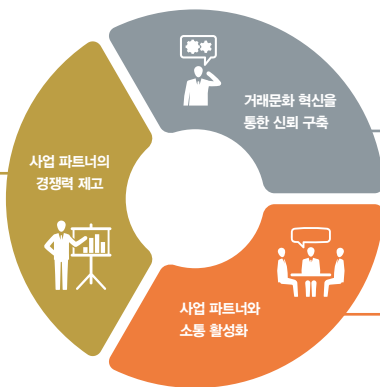 거래문화 혁신을
통한 신뢰 구축
사업 파트너의
경쟁력 제고
사업 파트너와
소통 활성화